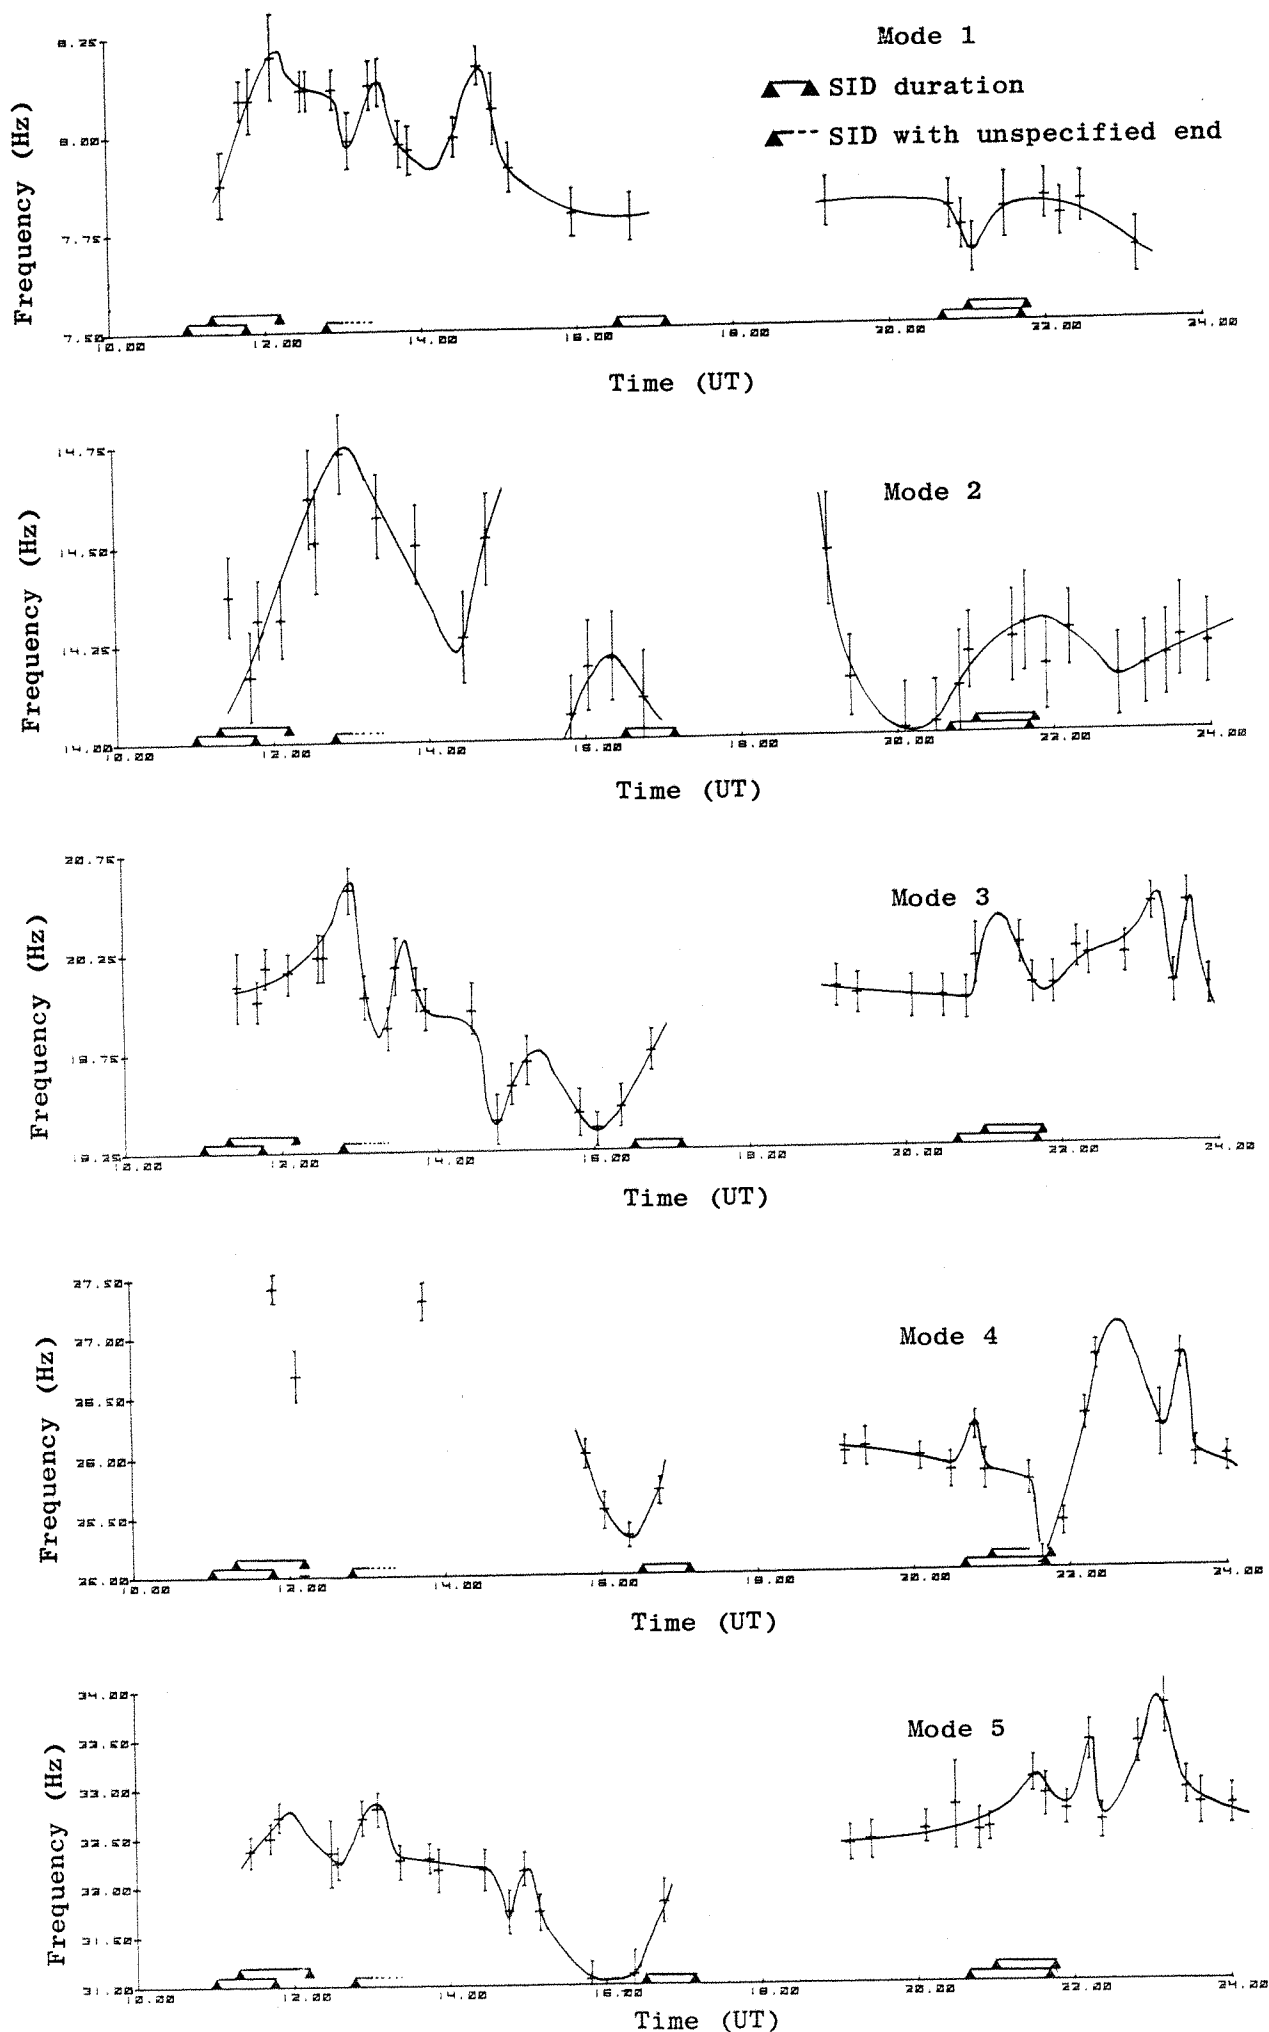 Mode 1
SID duration
SID with unspecified end
Frequency (Hz)
8.25
8.00
7.75
7.50
10.00 12.00 14.00 16.00 18.00 20.00 22.00 24.00
Time (UT)
Mode 2
Frequency (Hz)
14.75
14.50
14.25
14.00
10.00 12.00 14.00 16.00 18.00 20.00 22.00 24.00
Time (UT)
Mode 3
Frequency (Hz)
20.75
20.25
19.75
19.25
10.00 12.00 14.00 16.00 18.00 20.00 22.00 24.00
Time (UT)
Mode 4
Frequency (Hz)
27.50
27.00
26.50
26.00
25.50
25.00
10.00 12.00 14.00 16.00 18.00 20.00 22.00 24.00
Time (UT)
Mode 5
Frequency (Hz)
34.00
33.50
33.00
32.50
32.00
31.50
31.00
10.00 12.00 14.00 16.00 18.00 20.00 22.00 24.00
Time (UT)